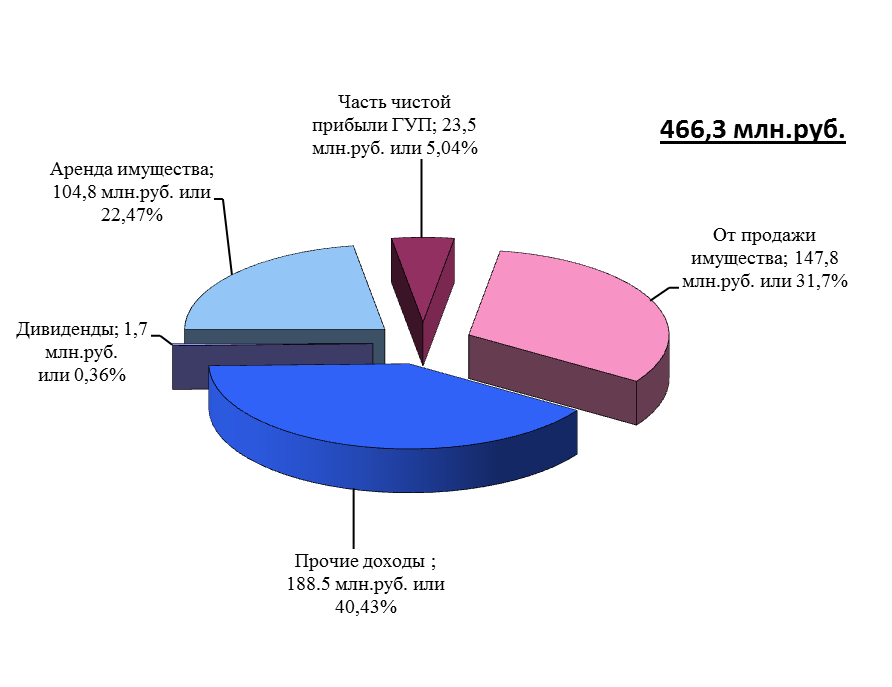 Часть чистой
прибыли ГУП; 23,5
млн.руб. или 5,04%
466,3 млн.руб.
Аренда имущества;
104,8 млн.руб. или
22,47%
От продажи
имущества; 147,8
млн.руб. или 31,7%
Дивиденды; 1,7
млн.руб.
или 0,36%
Прочие доходы ;
188.5 млн.руб. или
40,43%